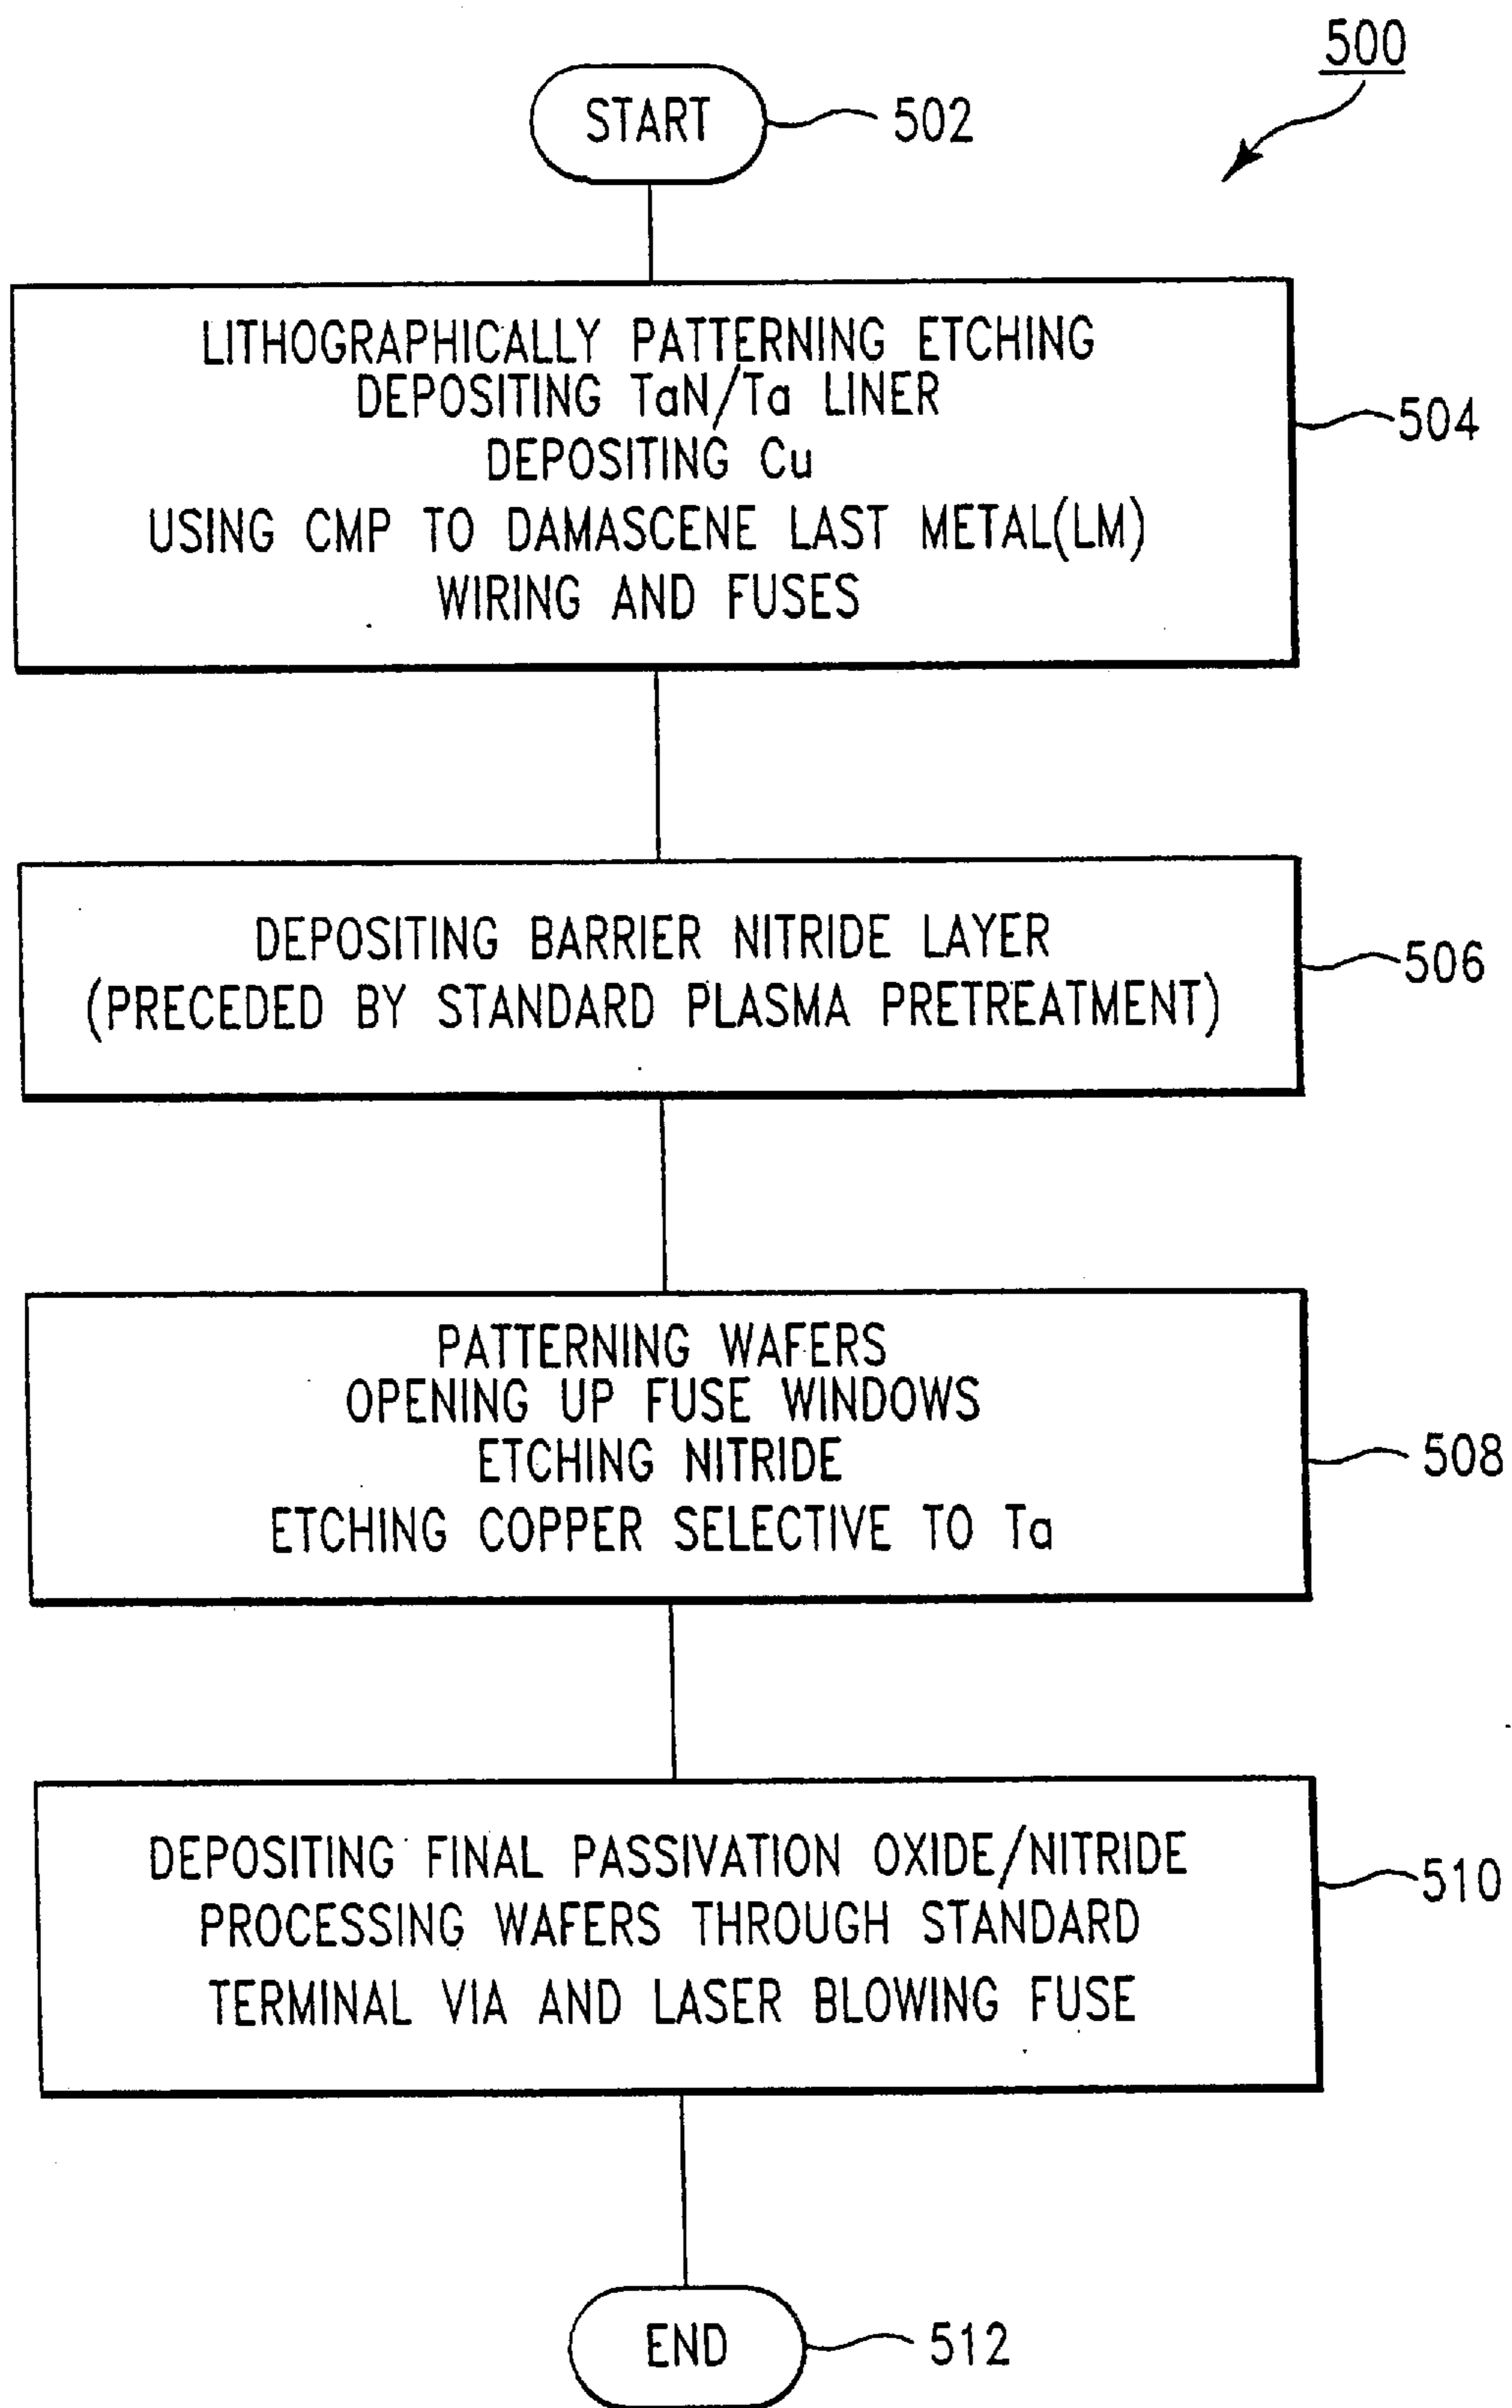 500
START
502
LITHOGRAPHICALLY PATTERNING ETCHING
DEPOSITING TaN/Ta LINER
DEPOSITING Cu
USING CMP TO DAMASCENE LAST METAL(LM)
WIRING AND FUSES
504
DEPOSITING BARRIER NITRIDE LAYER
(PRECEDED BY STANDARD PLASMA PRETREATMENT)
506
PATTERNING WAFERS
OPENING UP FUSE WINDOWS
ETCHING NITRIDE
ETCHING COPPER SELECTIVE TO Ta
508
DEPOSITING FINAL PASSIVATION OXIDE/NITRIDE
PROCESSING WAFERS THROUGH STANDARD
TERMINAL VIA AND LASER BLOWING FUSE
510
END
512